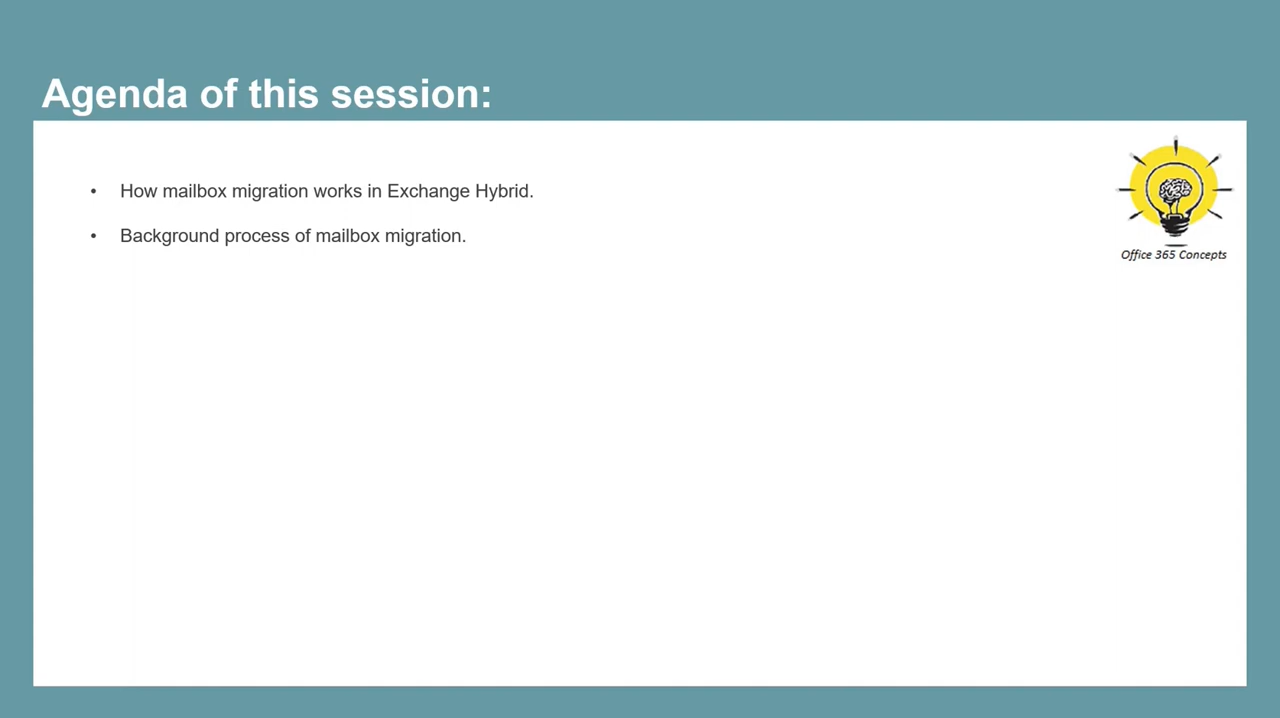 Agenda of this session:
• How mailbox migration works in Exchange Hybrid.
• Background process of mailbox migration.
Office 365 Concepts